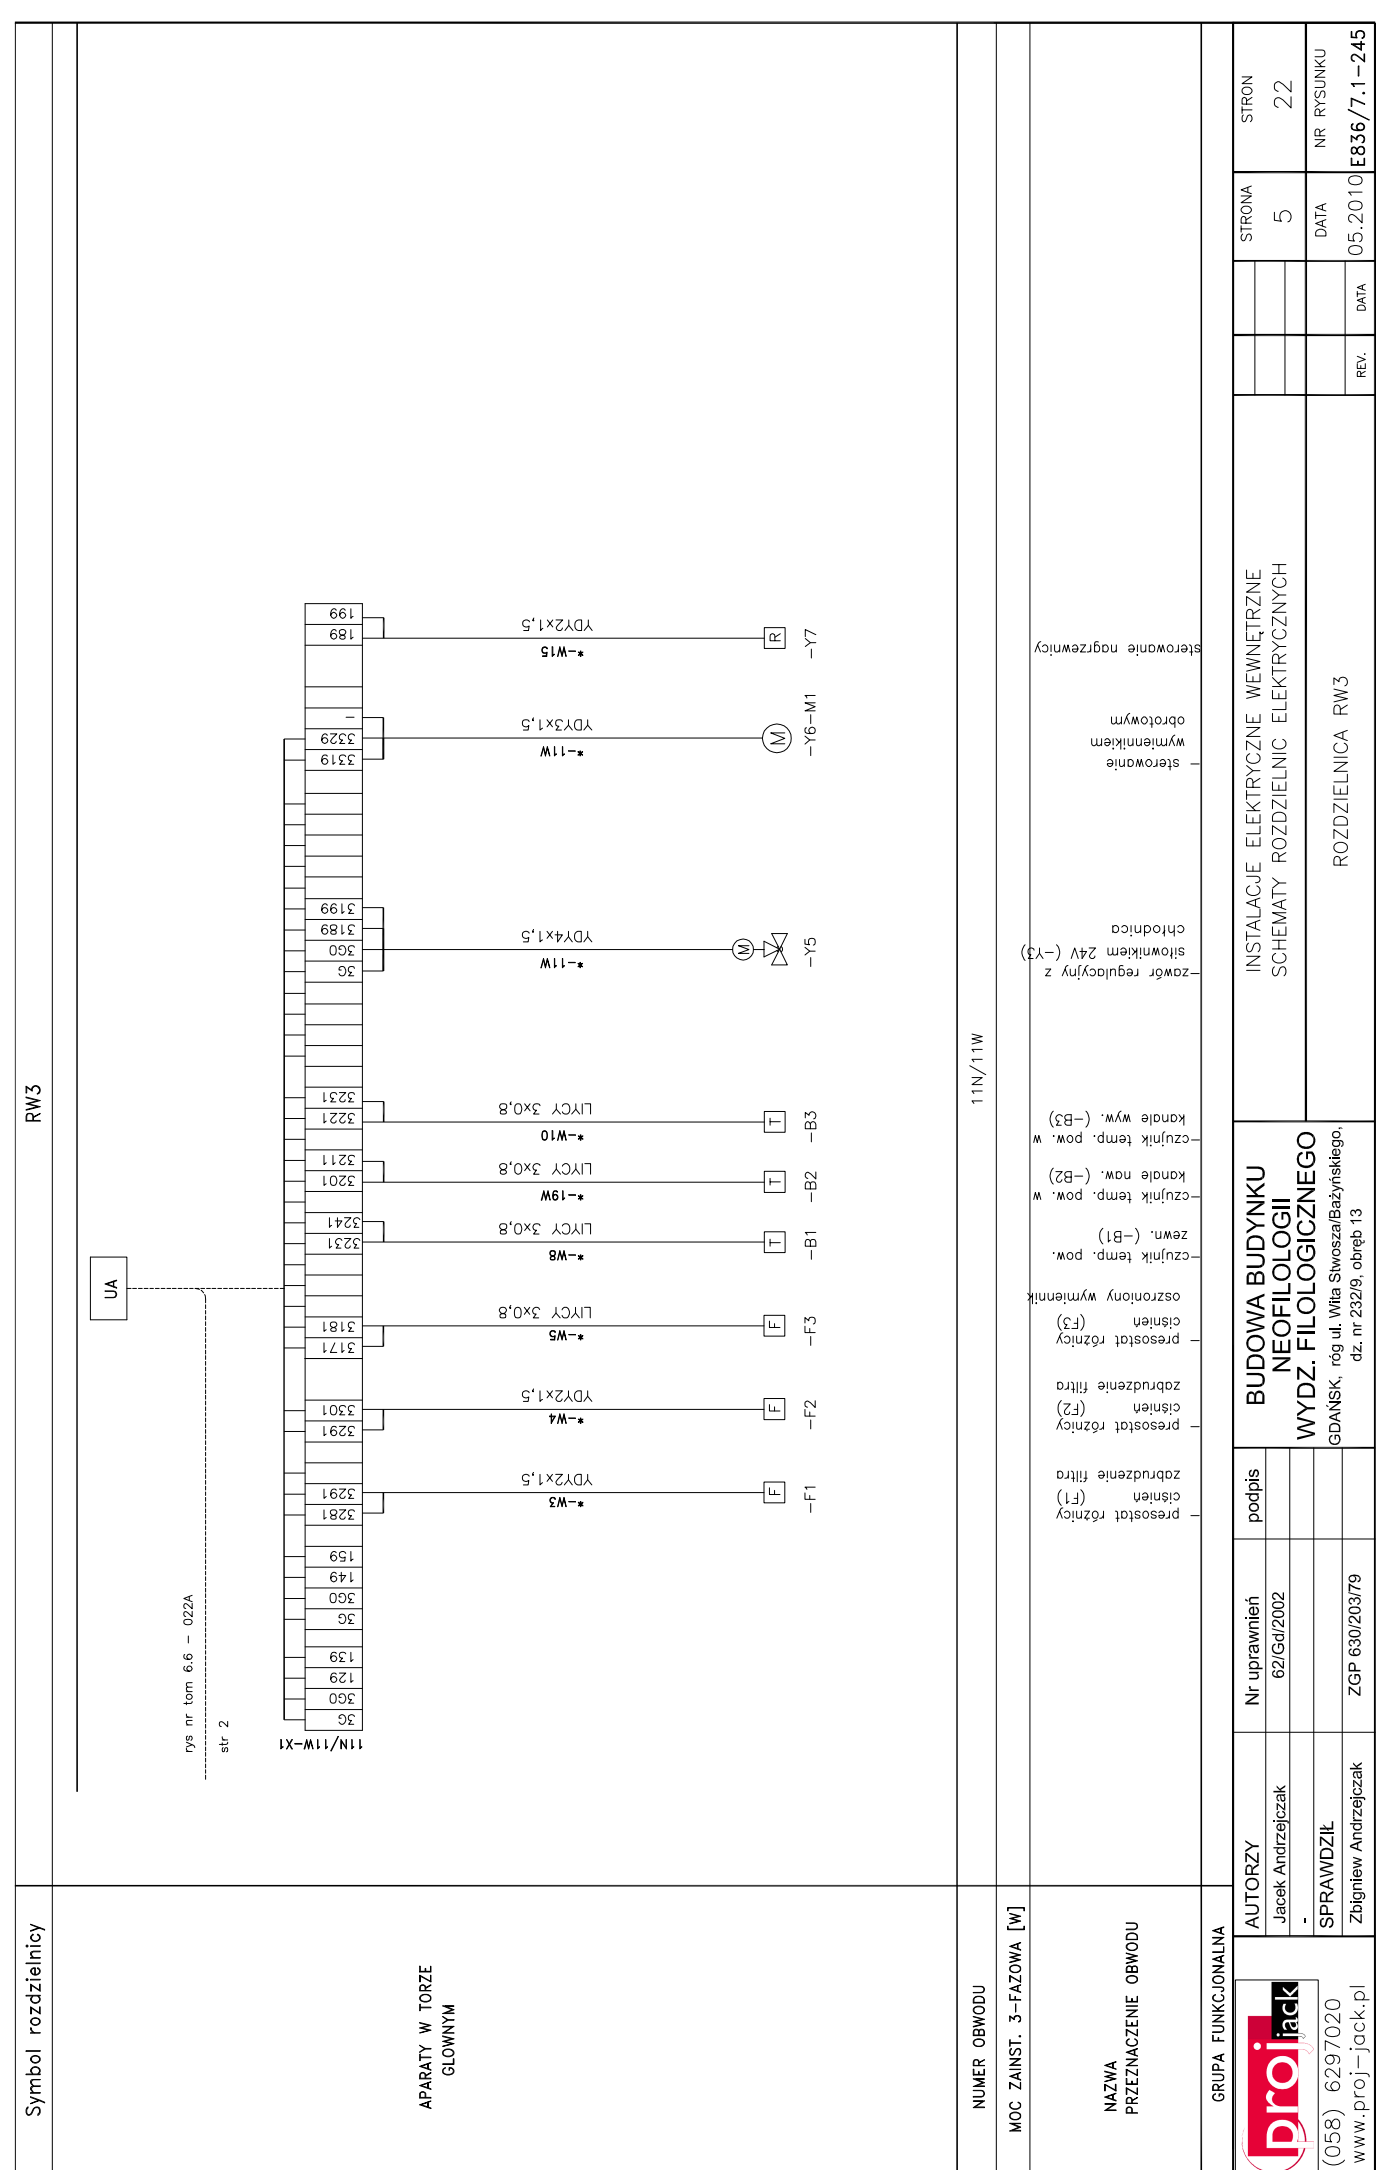 Symbol rozdzielnicy
RW3
APARATY W TORZE
GLOWNYM
UA
rys nr tom 6.6 - 022A
str 2
11N/11W-X1
3G
3G0
129
139
3G
3G0
149
159
3281
3291
3291
3301
3171
3181
3231
3241
3201
3211
3221
3231
3G
3G0
3189
3199
3319
3329
-
189
199
YDY2x1,5
*-W3
F
-F1
YDY2x1,5
*-W4
F
-F2
LIYCY 3x0,8
*-W5
F
-F3
LIYCY 3x0,8
*-W8
T
-B1
LIYCY 3x0,8
*-19W
T
-B2
LIYCY 3x0,8
*-W10
T
-B3
YDY4x1,5
*-11W
M
-Y5
YDY3x1,5
*-11W
M
-Y6-M1
YDY2x1,5
*-W15
R
-Y7
NUMER OBWODU
11N/11W
MOC ZAINST. 3-FAZOWA [W]
NAZWA
PRZEZNACZENIE OBWODU
- presostat różnicy
ciśnień (F1)
zabrudzenie filtra
- presostat różnicy
ciśnień (F2)
zabrudzenie filtra
- presostat różnicy
ciśnień (F3)
oszroniony wymiennik
-czujnik temp. pow.
zewn. (-B1)
-czujnik temp. pow. w
kanale naw. (-B2)
-czujnik temp. pow. w
kanale wyw. (-B3)
-zawór regulacyjny z
siłownikiem 24V (-Y3)
chłodnica
- sterowanie
wymiennikiem
obrotowym
sterowanie nagrzewnicy
GRUPA FUNKCJONALNA
proj
jack
(058) 6297020
www.proj-jack.pl
AUTORZY
Nr uprawnień
podpis
Jacek Andrzejczak
62/Gd/2002
-
SPRAWDZIŁ
Zbigniew Andrzejczak
ZGP 630/203/79
BUDOWA BUDYNKU
NEOFILOLOGII
WYDZ. FILOLOGICZNEGO
GDAŃSK, róg ul. Wita Stwosza/Bażyńskiego,
dz. nr 232/9, obręb 13
INSTALACJE ELEKTRYCZNE WEWNĘTRZNE
SCHEMATY ROZDZIELNIC ELEKTRYCZNYCH
ROZDZIELNICA RW3
REV.
DATA
STRONA
5
STRON
22
DATA
05.2010
NR RYSUNKU
E836/7.1-245